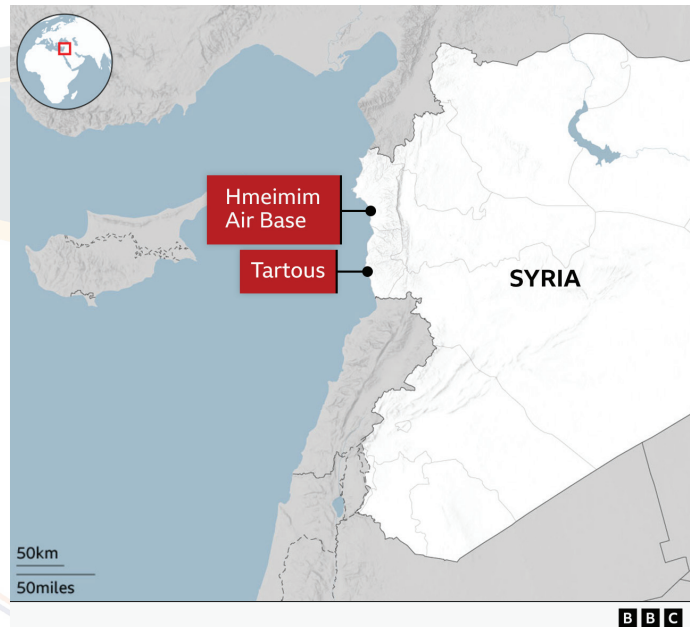 Hmeimim
Air Base
Tartous
SYRIA
50km
50miles
BBC